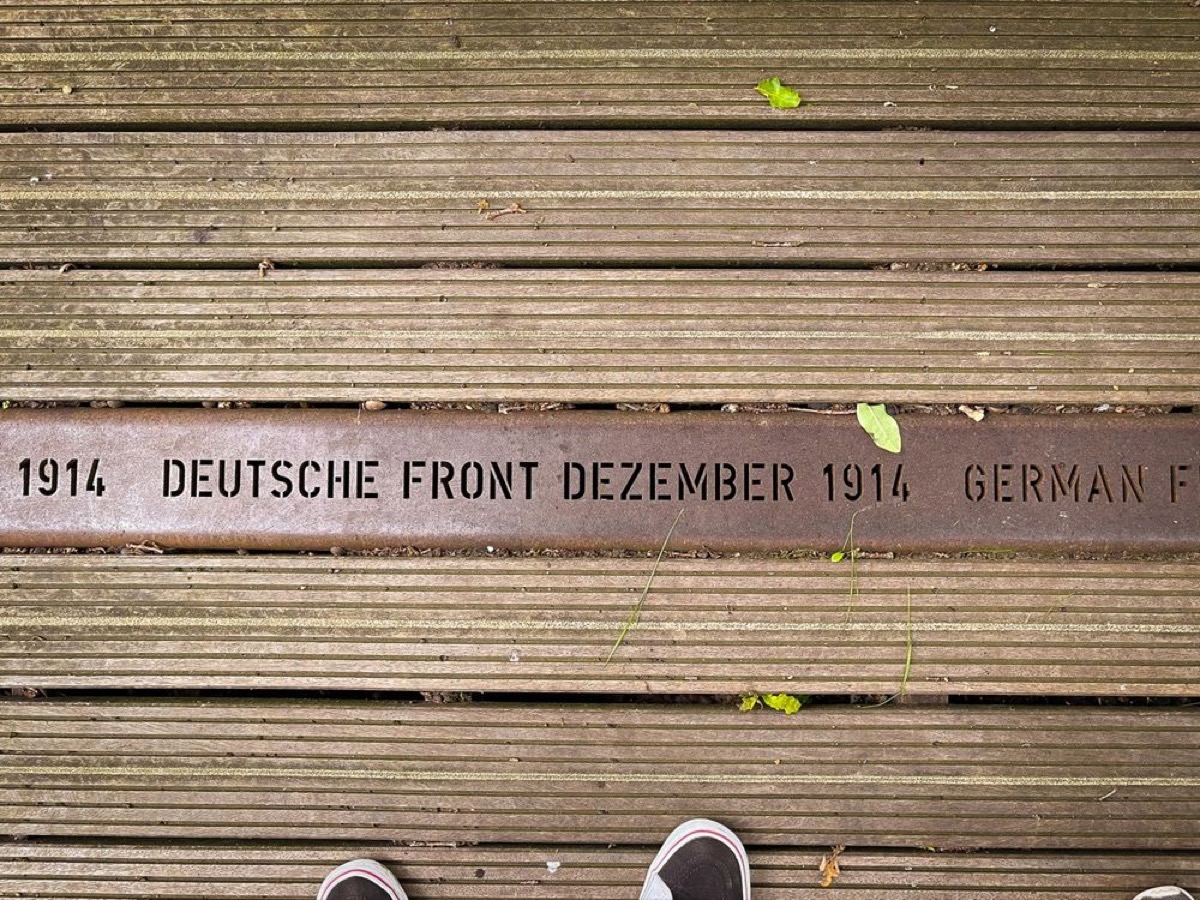 1914 DEUTSCHE FRONT DEZEMBER 1914 GERMAN F